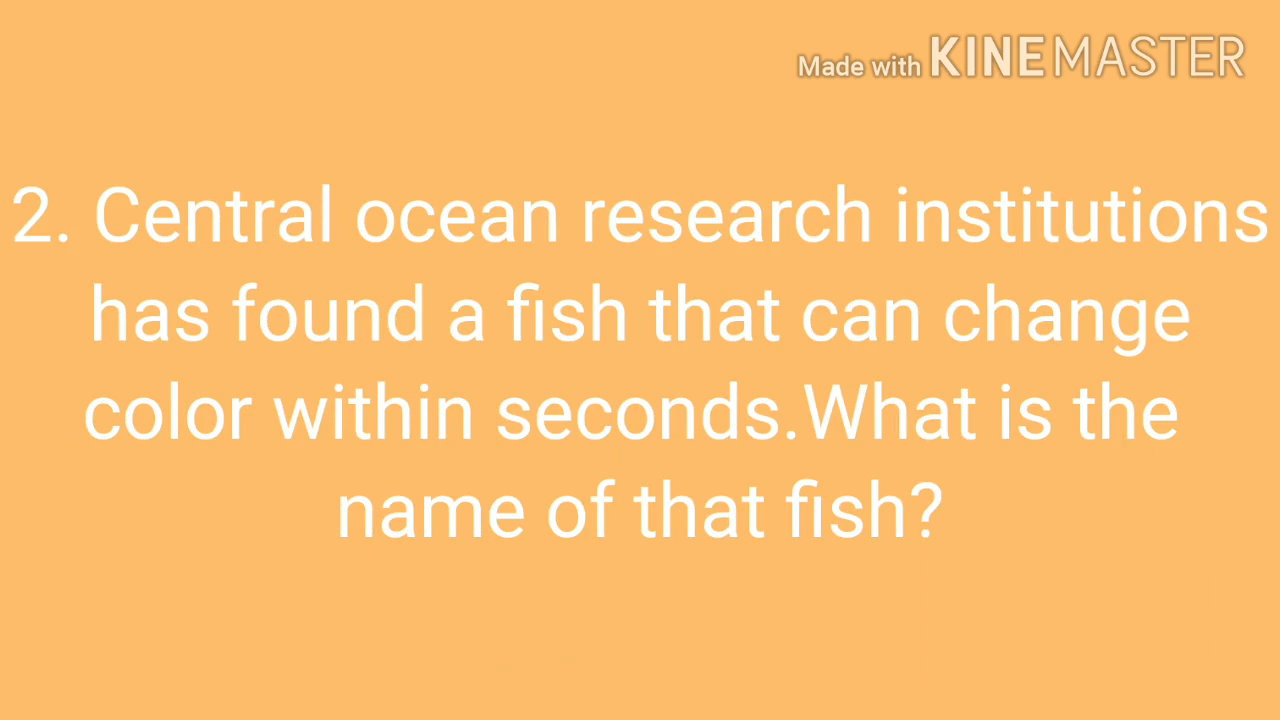 Made with KINEMASTER
2. Central ocean research institutions
has found a fish that can change
color within seconds.What is the
name of that fish?